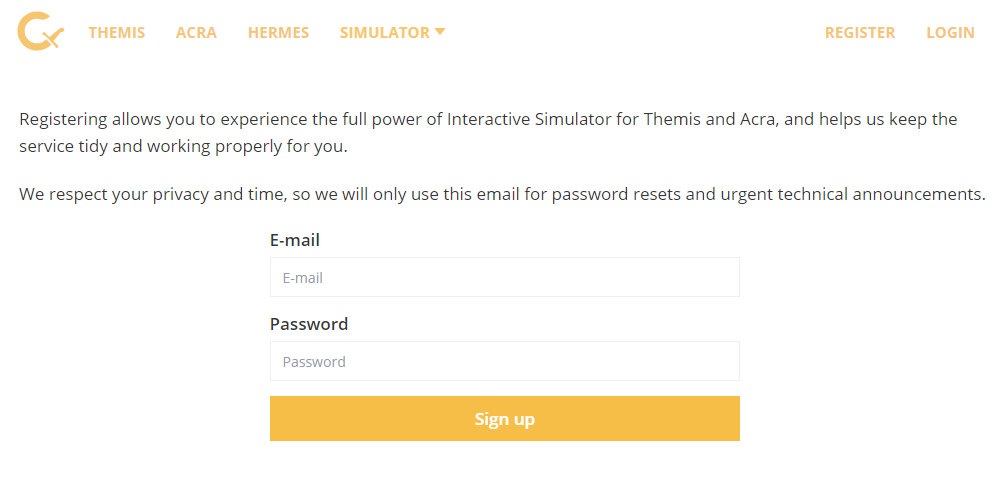 THEMIS ACRA HERMES SIMULATOR REGISTER LOGIN
Registering allows you to experience the full power of Interactive Simulator for Themis and Acra, and helps us keep the
service tidy and working properly for you.
We respect your privacy and time, so we will only use this email for password resets and urgent technical announcements.
E-mail
E-mail
Password
Password
Sign up